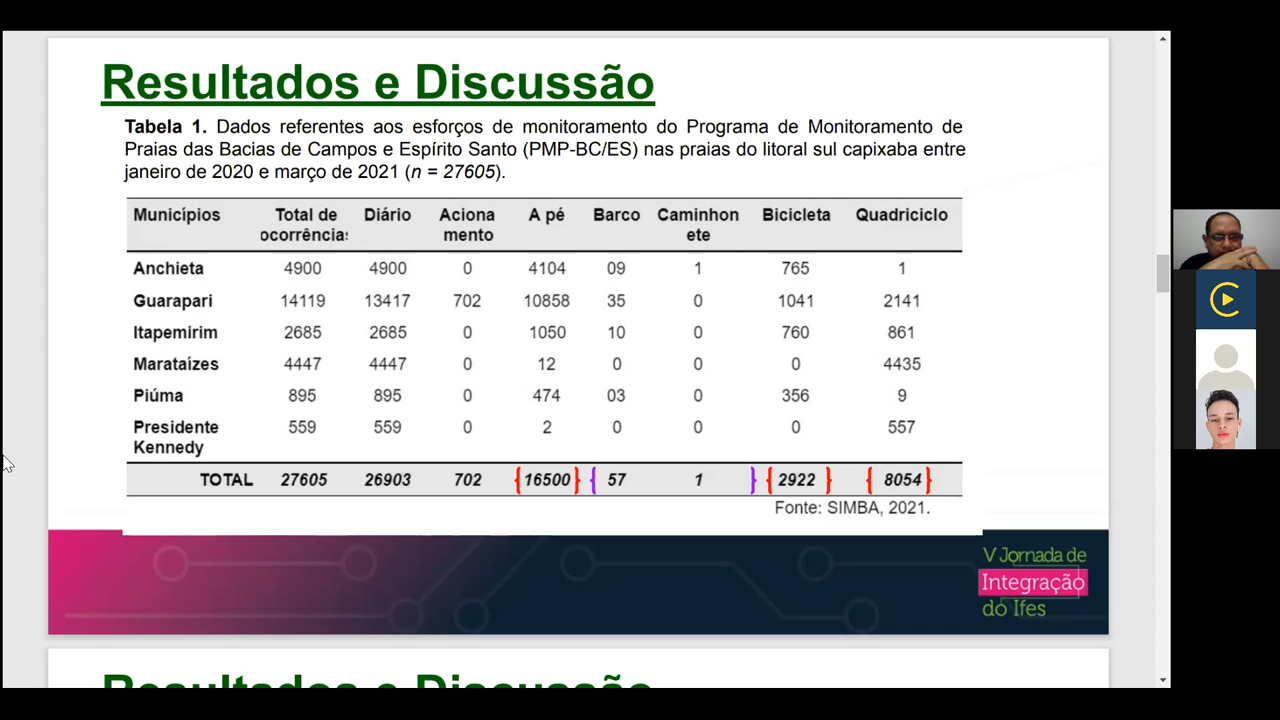 Resultados e Discussão
Tabela 1. Dados referentes aos esforços de monitoramento do Programa de Monitoramento de
Praias das Bacias de Campos e Espírito Santo (PMP-BC/ES) nas praias do litoral sul capixaba entre
janeiro de 2020 e março de 2021 (n = 27605).
Municípios Total de Diário Aciona A pé Barco Caminhon Bicicleta Quadriciclo
ocorrências mento ete
Anchieta 4900 4900 0 4104 09 1 765 1
Guarapari 14119 13417 702 10858 35 0 1041 2141
Itapemirim 2685 2685 0 1050 10 0 760 861
Marataízes 4447 4447 0 12 0 0 0 4435
Piúma 895 895 0 474 03 0 356 9
Presidente 559 559 0 2 0 0 0 557
Kennedy
TOTAL 27605 26903 702 {16500} { 57 1 } { 2922 } { 8054 }
Fonte: SIMBA, 2021.
V Jornada de
Integração
do Ifes
Resultados e Discussão